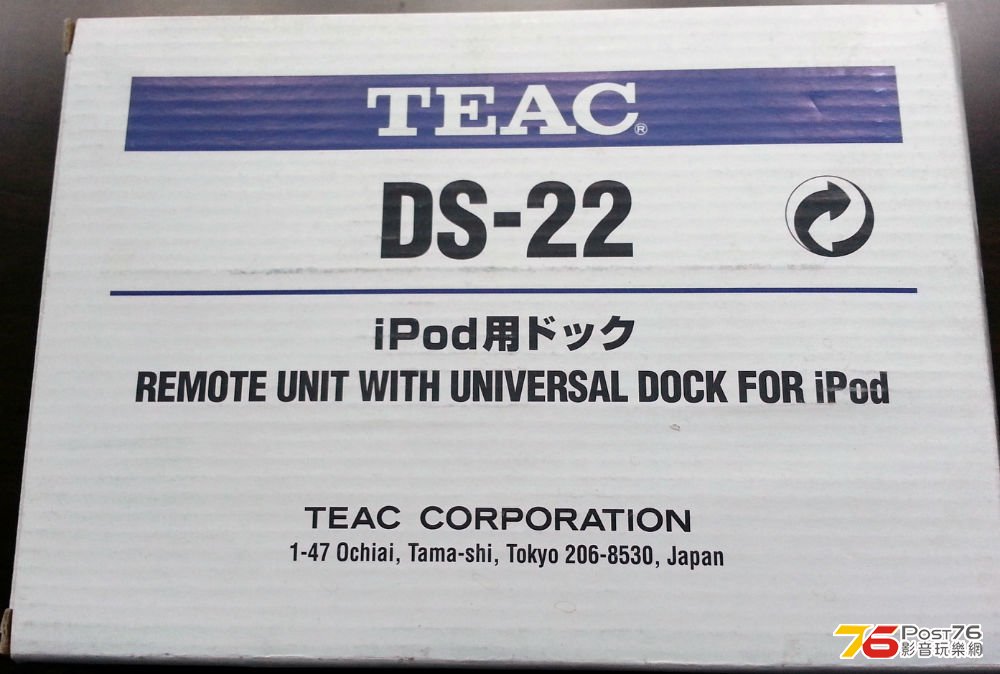 TEAC®
DS-22
iPod用ドック
REMOTE UNIT WITH UNIVERSAL DOCK FOR iPod
TEAC CORPORATION
1-47 Ochiai, Tama-shi, Tokyo 206-8530, Japan
76 POST76
影音玩樂網